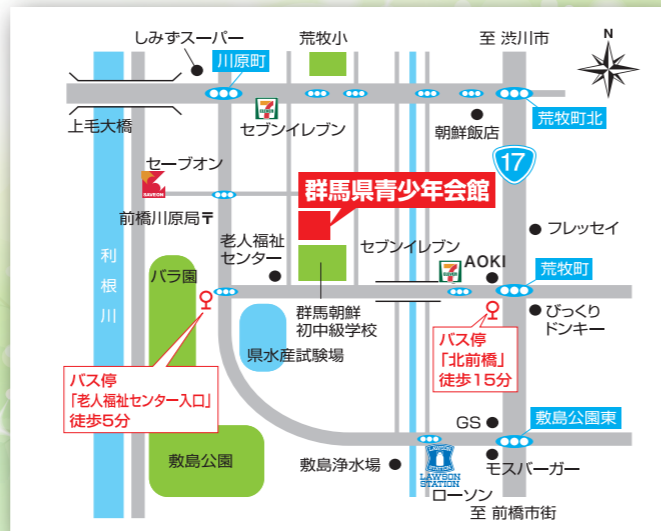 しみずスーパー
荒牧小
至 渋川市
N
川原町
上毛大橋
セブンイレブン
朝鮮飯店
荒牧町北
17
セーブオン
SAVEON
群馬県青少年会館
前橋川原局〒
老人福祉
センター
セブンイレブン
AOKI
フレッセイ
荒牧町
利根川
バラ園
群馬朝鮮
初中級学校
びっくり
ドンキー
県水産試験場
バス停
「北前橋」
徒歩15分
バス停
「老人福祉センター入口」
徒歩5分
GS
敷島公園東
敷島公園
敷島浄水場
LAWSON
STATION
ローソン
モスバーガー
至 前橋市街